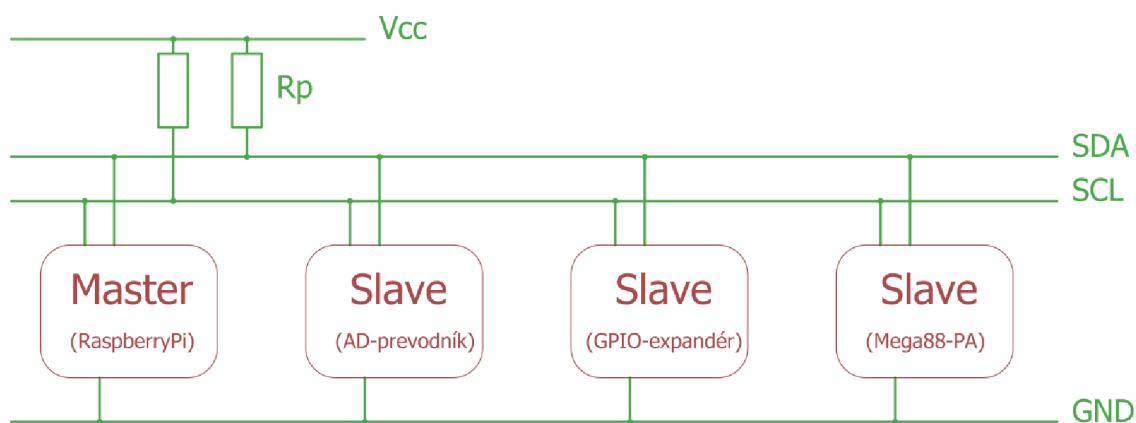 Vcc
Rp
SDA
SCL
Master
(RaspberryPi)
Slave
(AD-prevodník)
Slave
(GPIO-expandér)
Slave
(Mega88-PA)
GND